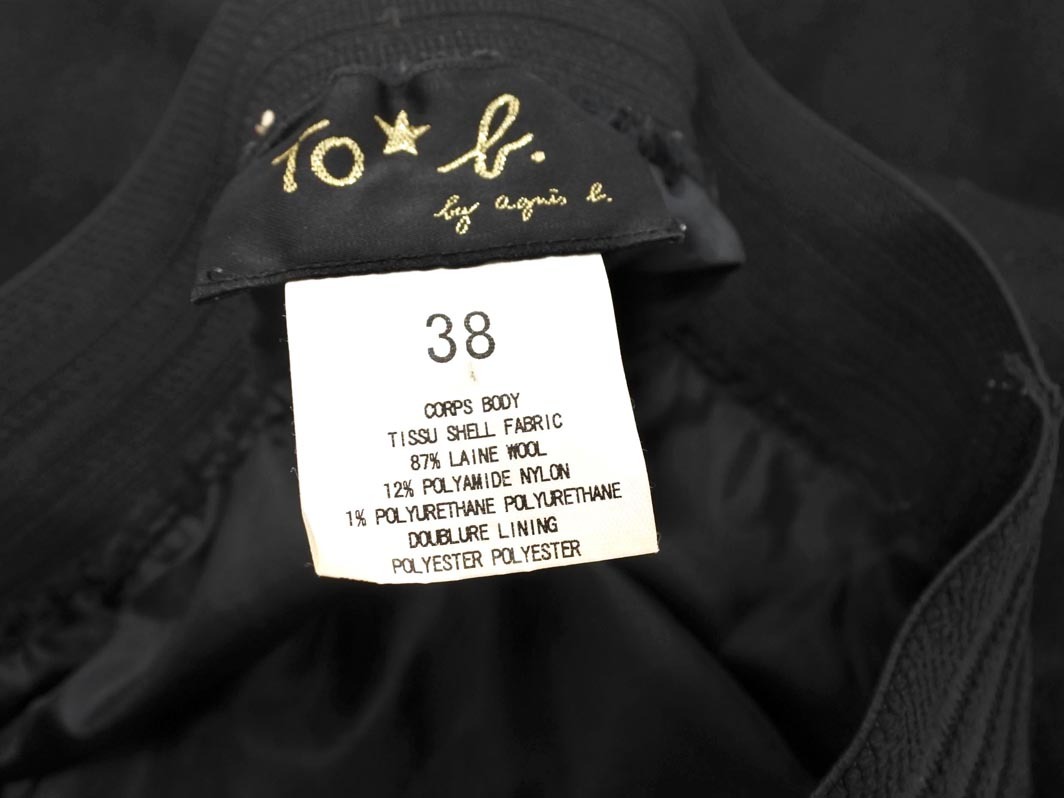 To★b.
by agnès b.
38
CORPS BODY
TISSU SHELL FABRIC
87% LAINE WOOL
12% POLYAMIDE NYLON
1% POLYURETHANE POLYURETHANE
DOUBLURE LINING
POLYESTER POLYESTER